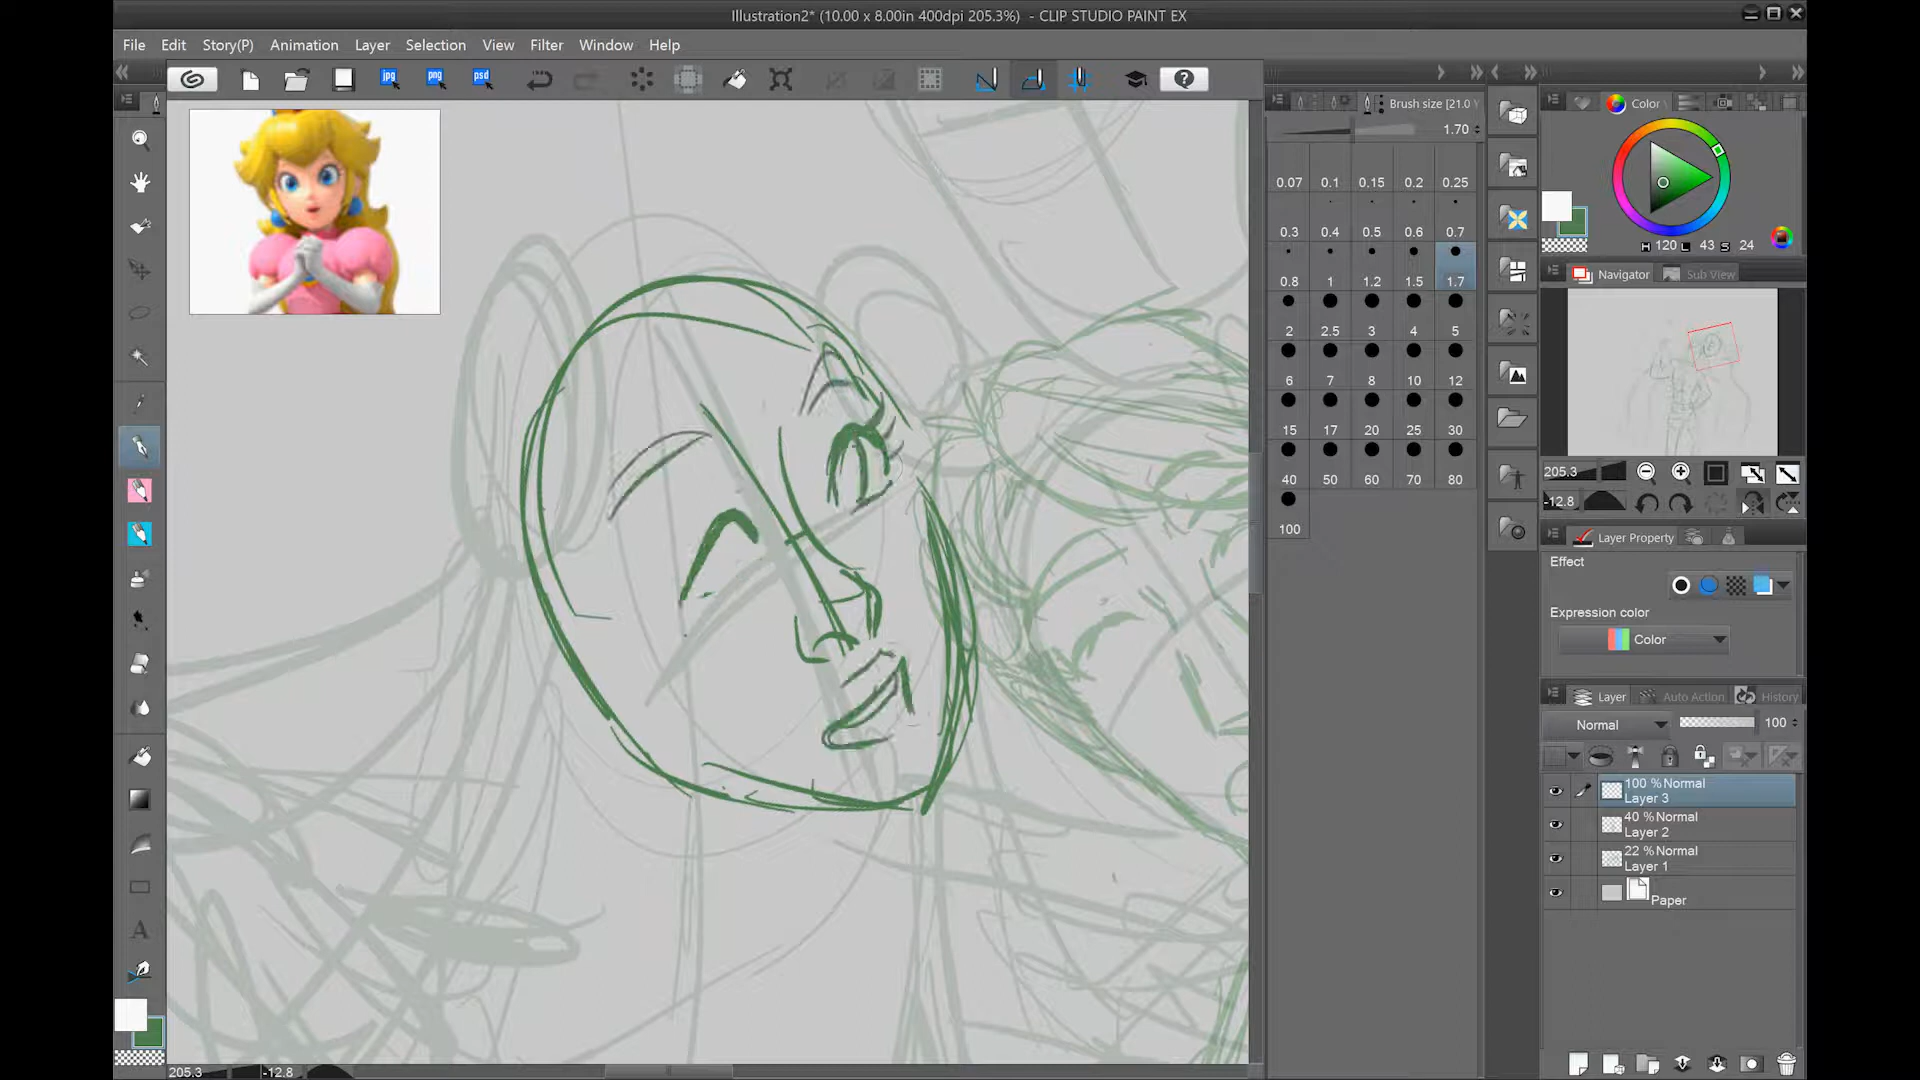 Illustration2* (10.00 x 8.00in 400dpi 205.3%) - CLIP STUDIO PAINT EX
File Edit Story(P) Animation Layer Selection View Filter Window Help
jpg png psd ?
Brush size [21.0
1.70
0.07 0.1 0.15 0.2 0.25
0.3 0.4 0.5 0.6 0.7
0.8 1 1.2 1.5 1.7
2 2.5 3 4 5
6 7 8 10 12
15 17 20 25 30
40 50 60 70 80
100
Color
H 120 L 43 S 24
Navigator Sub View
205.3
-12.8
Layer Property
Effect
Expression color
Color
Layer Auto Action History
Normal 100
100 % Normal
Layer 3
40 % Normal
Layer 2
22 % Normal
Layer 1
Paper
A
205.3 -12.8